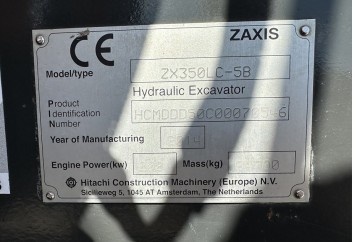 CE ZAXIS
Model/type ZX350LC-5B
Hydraulic Excavator
Product
Identification
Number
Year of Manufacturing
Engine Power(kw) Mass(kg)
Hitachi Construction Machinery (Europe) N.V.
Sicilieweg 5, 1045 AT Amsterdam, The Netherlands